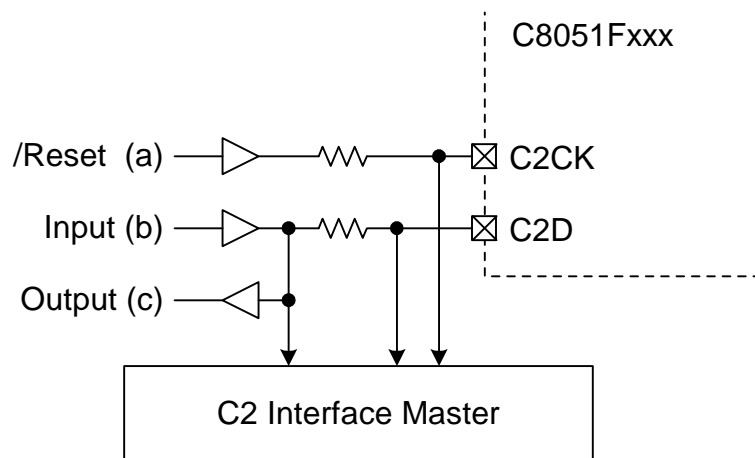 C8051Fxxx
/Reset (a)
C2CK
Input (b)
C2D
Output (c)
C2 Interface Master